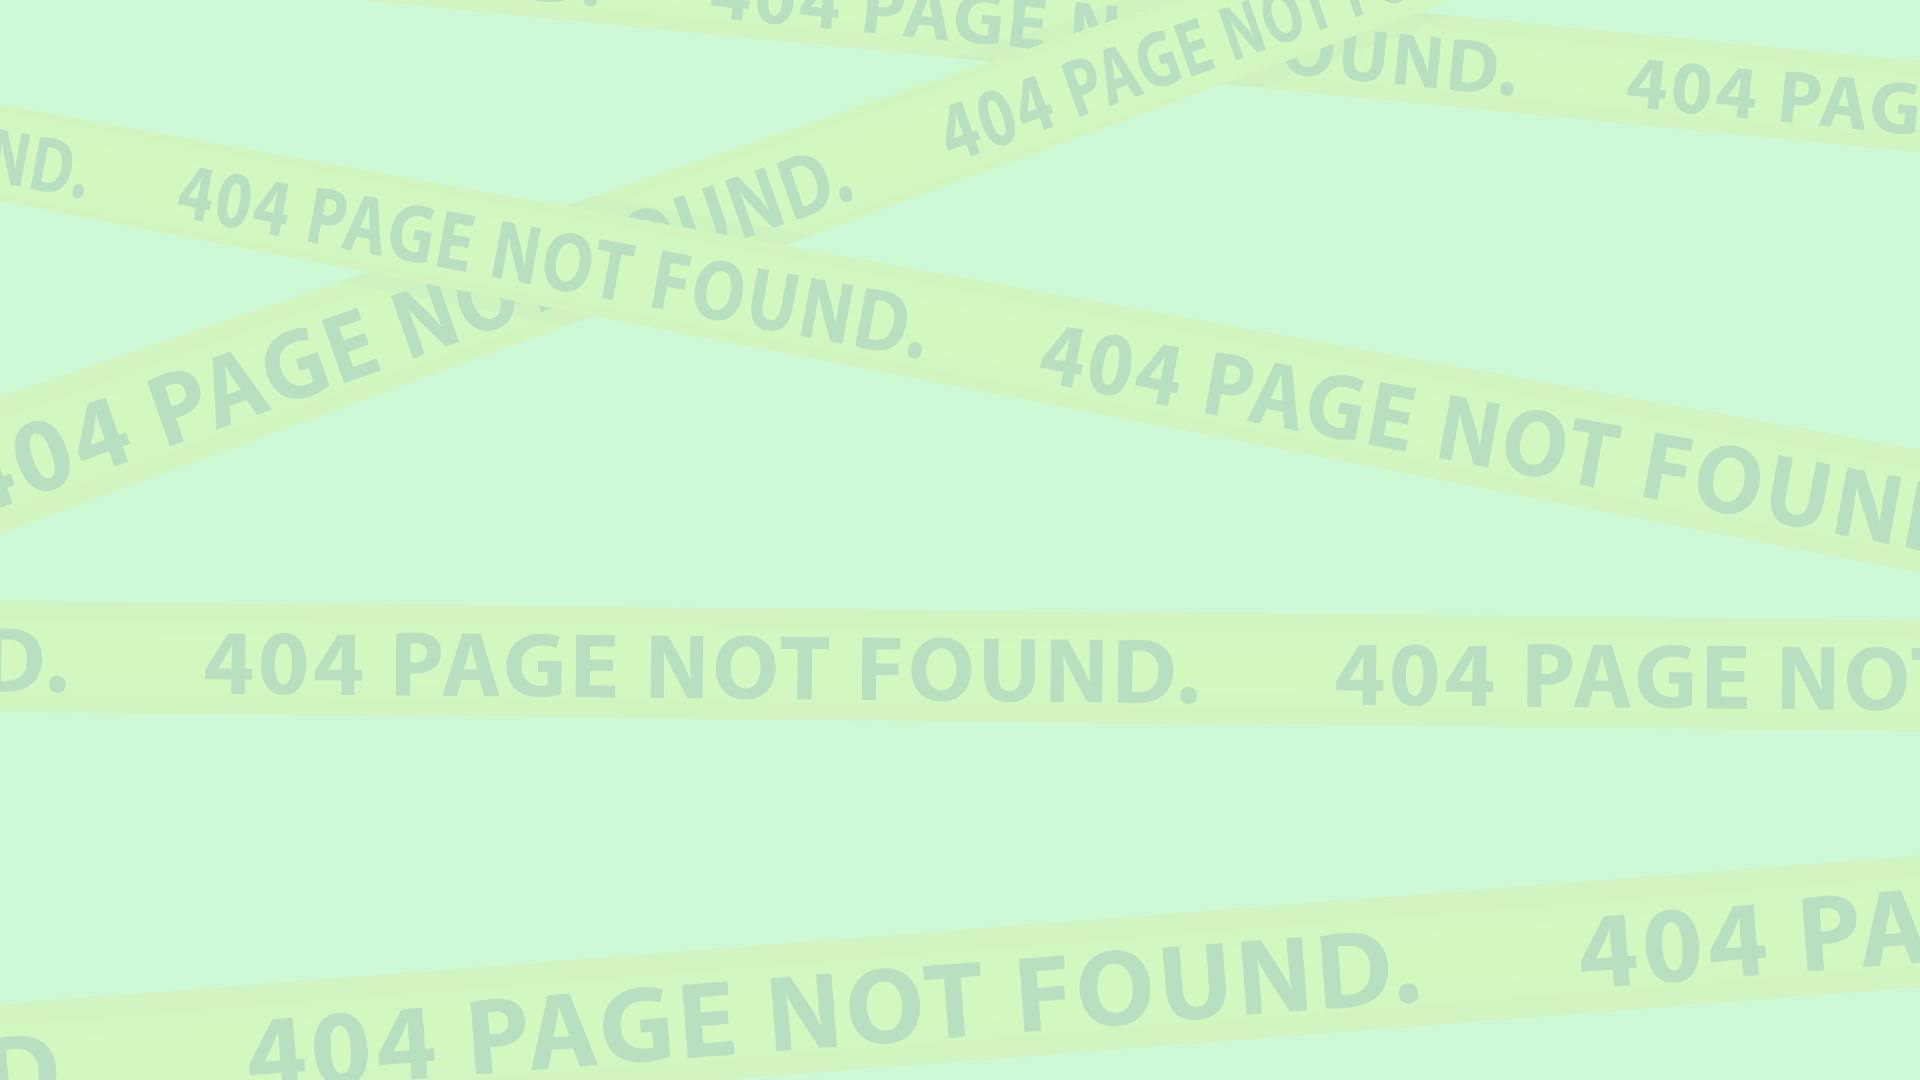 404 PAGE N
OUND. 404 PAG
404 PAGE NO OUND. 404 PAGE NOT
ND. 404 PAGE NOT FOUND. 404 PAGE NOT FOUN
D. 404 PAGE NOT FOUND. 404 PAGE NOT
D 404 PAGE NOT FOUND. 404 PA